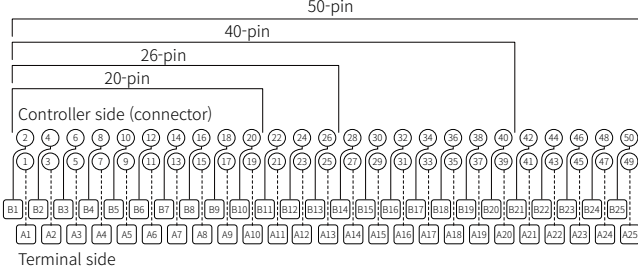 50-pin
40-pin
26-pin
20-pin
Controller side (connector)
2 4 6 8 10 12 14 16 18 20 22 24 26 28 30 32 34 36 38 40 42 44 46 48 50
1 3 5 7 9 11 13 15 17 19 21 23 25 27 29 31 33 35 37 39 41 43 45 47 49
B1 B2 B3 B4 B5 B6 B7 B8 B9 B10 B11 B12 B13 B14 B15 B16 B17 B18 B19 B20 B21 B22 B23 B24 B25
A1 A2 A3 A4 A5 A6 A7 A8 A9 A10 A11 A12 A13 A14 A15 A16 A17 A18 A19 A20 A21 A22 A23 A24 A25
Terminal side